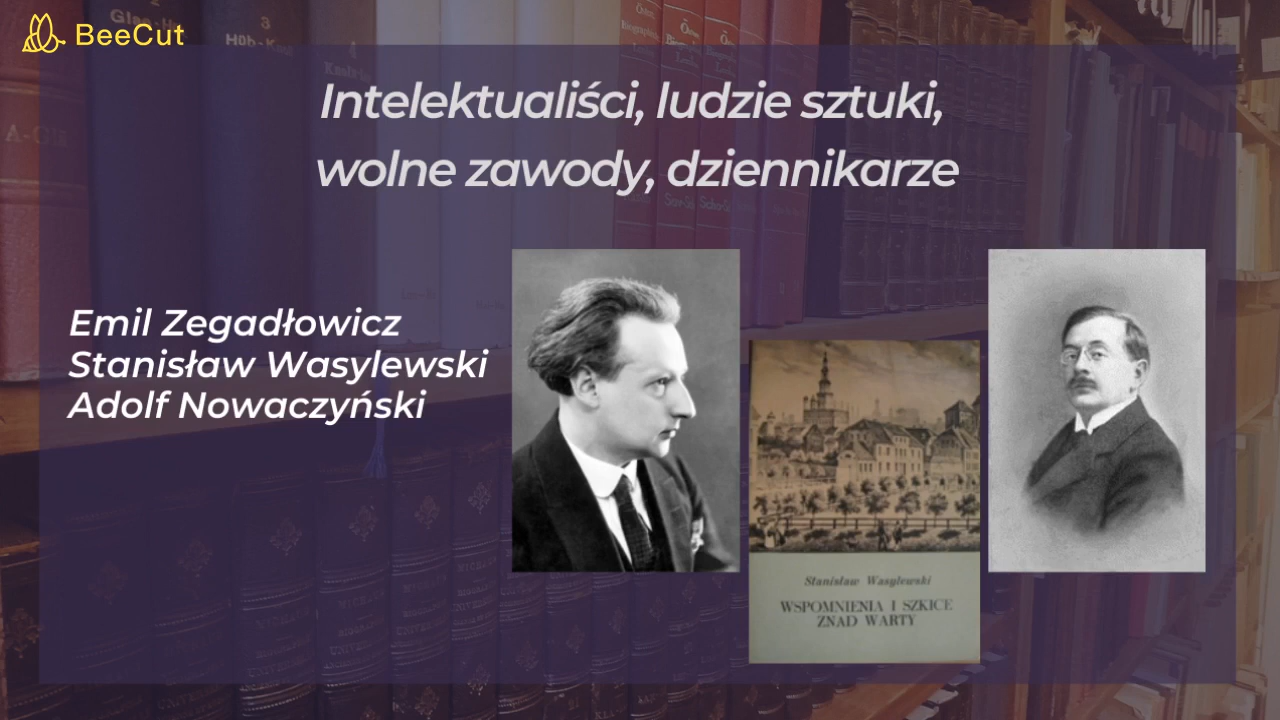 BeeCut
Intelektualiści, ludzie sztuki,
wolne zawody, dziennikarze
Emil Zegadłowicz
Stanisław Wasylewski
Adolf Nowaczyński
Stanisław Wasylewski
WSPOMNIENIA I SZKICE
ZNAD WARTY